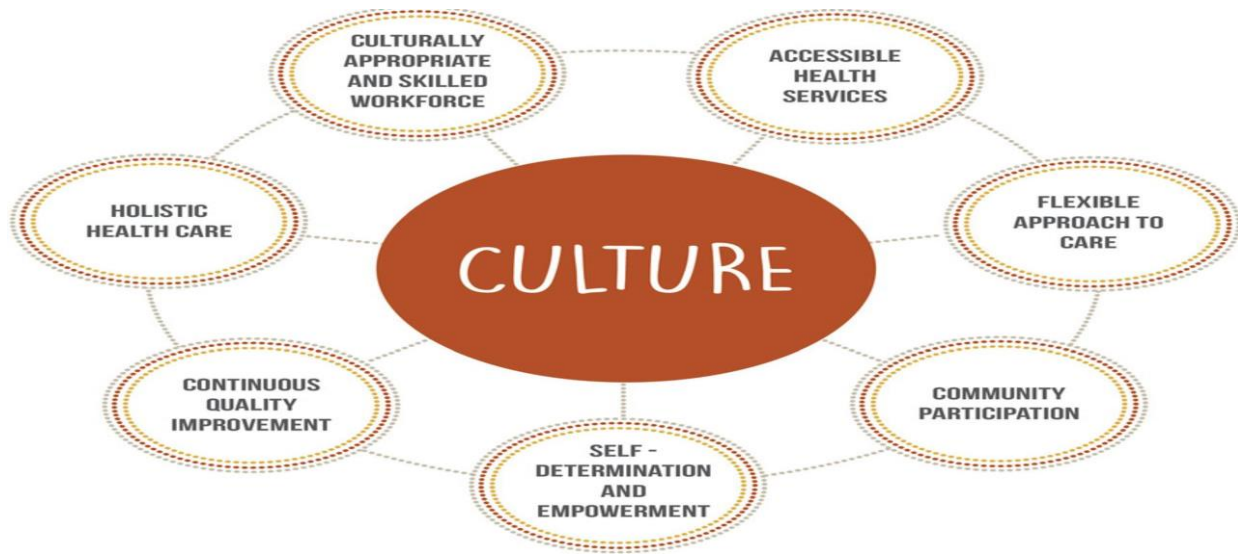 CULTURALLY
APPROPRIATE
AND SKILLED
WORKFORCE
ACCESSIBLE
HEALTH
SERVICES
HOLISTIC
HEALTH CARE
FLEXIBLE
APPROACH TO
CARE
CULTURE
CONTINUOUS
QUALITY
IMPROVEMENT
COMMUNITY
PARTICIPATION
SELF -
DETERMINATION
AND
EMPOWERMENT